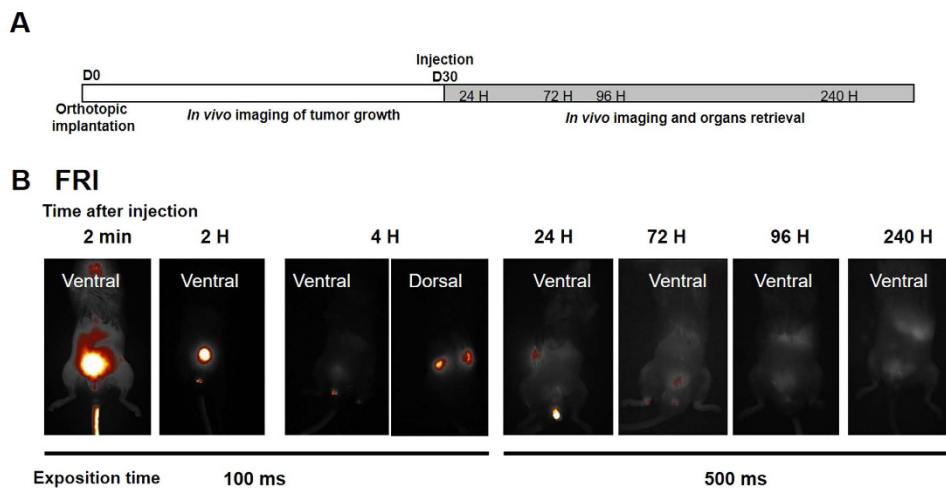 A
Injection
D0
D30
24 H 72 H 96 H 240 H
Orthotopic
implantation
In vivo imaging of tumor growth
In vivo imaging and organs retrieval
B FRI
Time after injection
2 min 2 H 4 H 24 H 72 H 96 H 240 H
Ventral Ventral Ventral Dorsal Ventral Ventral Ventral Ventral
Exposition time 100 ms 500 ms